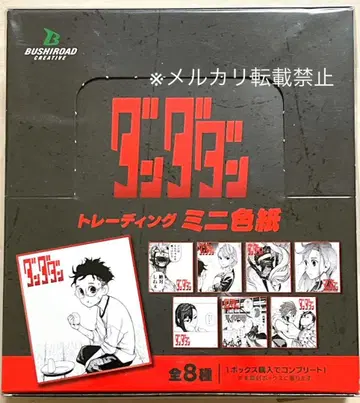 BUSHIROAD
CREATIVE
※メルカリ転載禁止
ダンダダン
トレーディング ミニ色紙
ダンダダン
全8種
1ボックス購入でコンプリート!